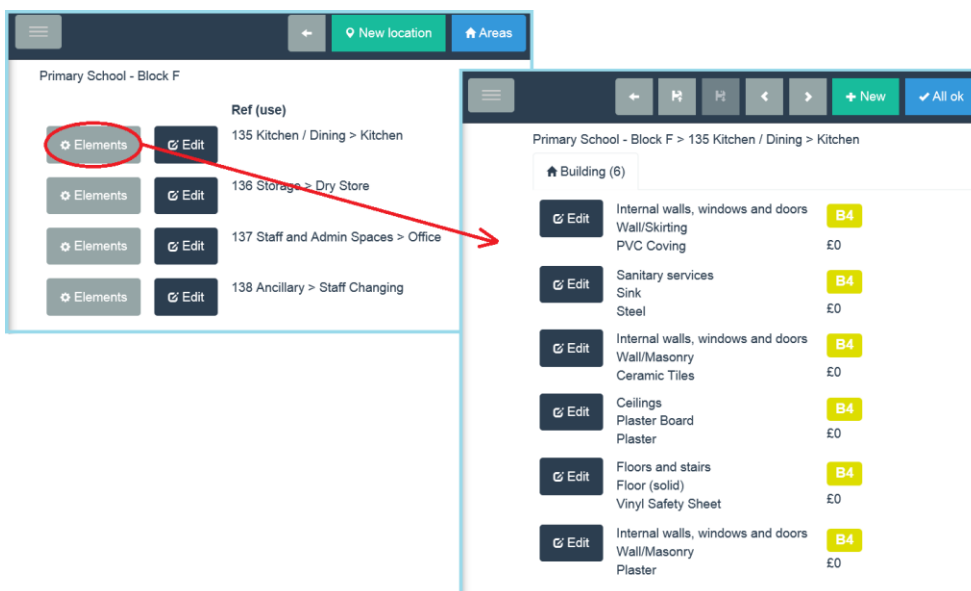 New location
Areas
Primary School - Block F
Ref (use)
Elements
Edit
135 Kitchen / Dining > Kitchen
Elements
Edit
136 Storage > Dry Store
Elements
Edit
137 Staff and Admin Spaces > Office
Elements
Edit
138 Ancillary > Staff Changing
New
All ok
Primary School - Block F > 135 Kitchen / Dining > Kitchen
Building (6)
Edit
Internal walls, windows and doors
Wall/Skirting
PVC Coving
B4
£0
Edit
Sanitary services
Sink
Steel
B4
£0
Edit
Internal walls, windows and doors
Wall/Masonry
Ceramic Tiles
B4
£0
Edit
Ceilings
Plaster Board
Plaster
B4
£0
Edit
Floors and stairs
Floor (solid)
Vinyl Safety Sheet
B4
£0
Edit
Internal walls, windows and doors
Wall/Masonry
Plaster
B4
£0